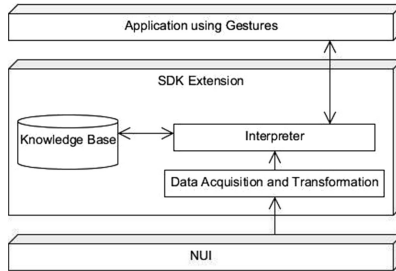 Application using Gestures
SDK Extension
Knowledge Base
Interpreter
Data Acquisition and Transformation
NUI